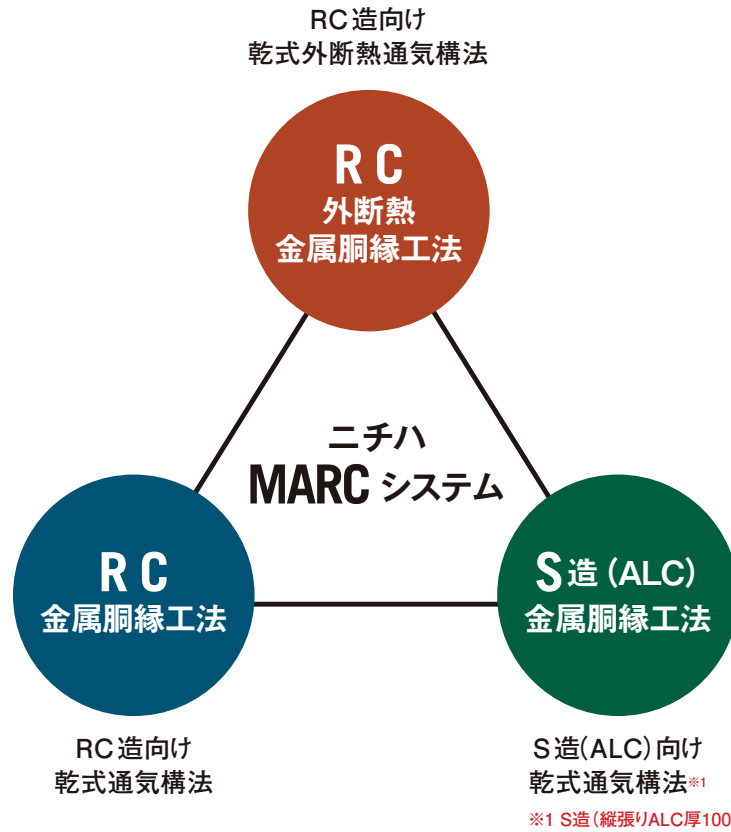 RC造向け
乾式外断熱通気構法
RC
外断熱
金属胴縁工法
ニチハ
MARC システム
RC
金属胴縁工法
S造(ALC)
金属胴縁工法
RC造向け
乾式通気構法
S造(ALC)向け
乾式通気構法※1
※1 S造(縦張りALC厚100